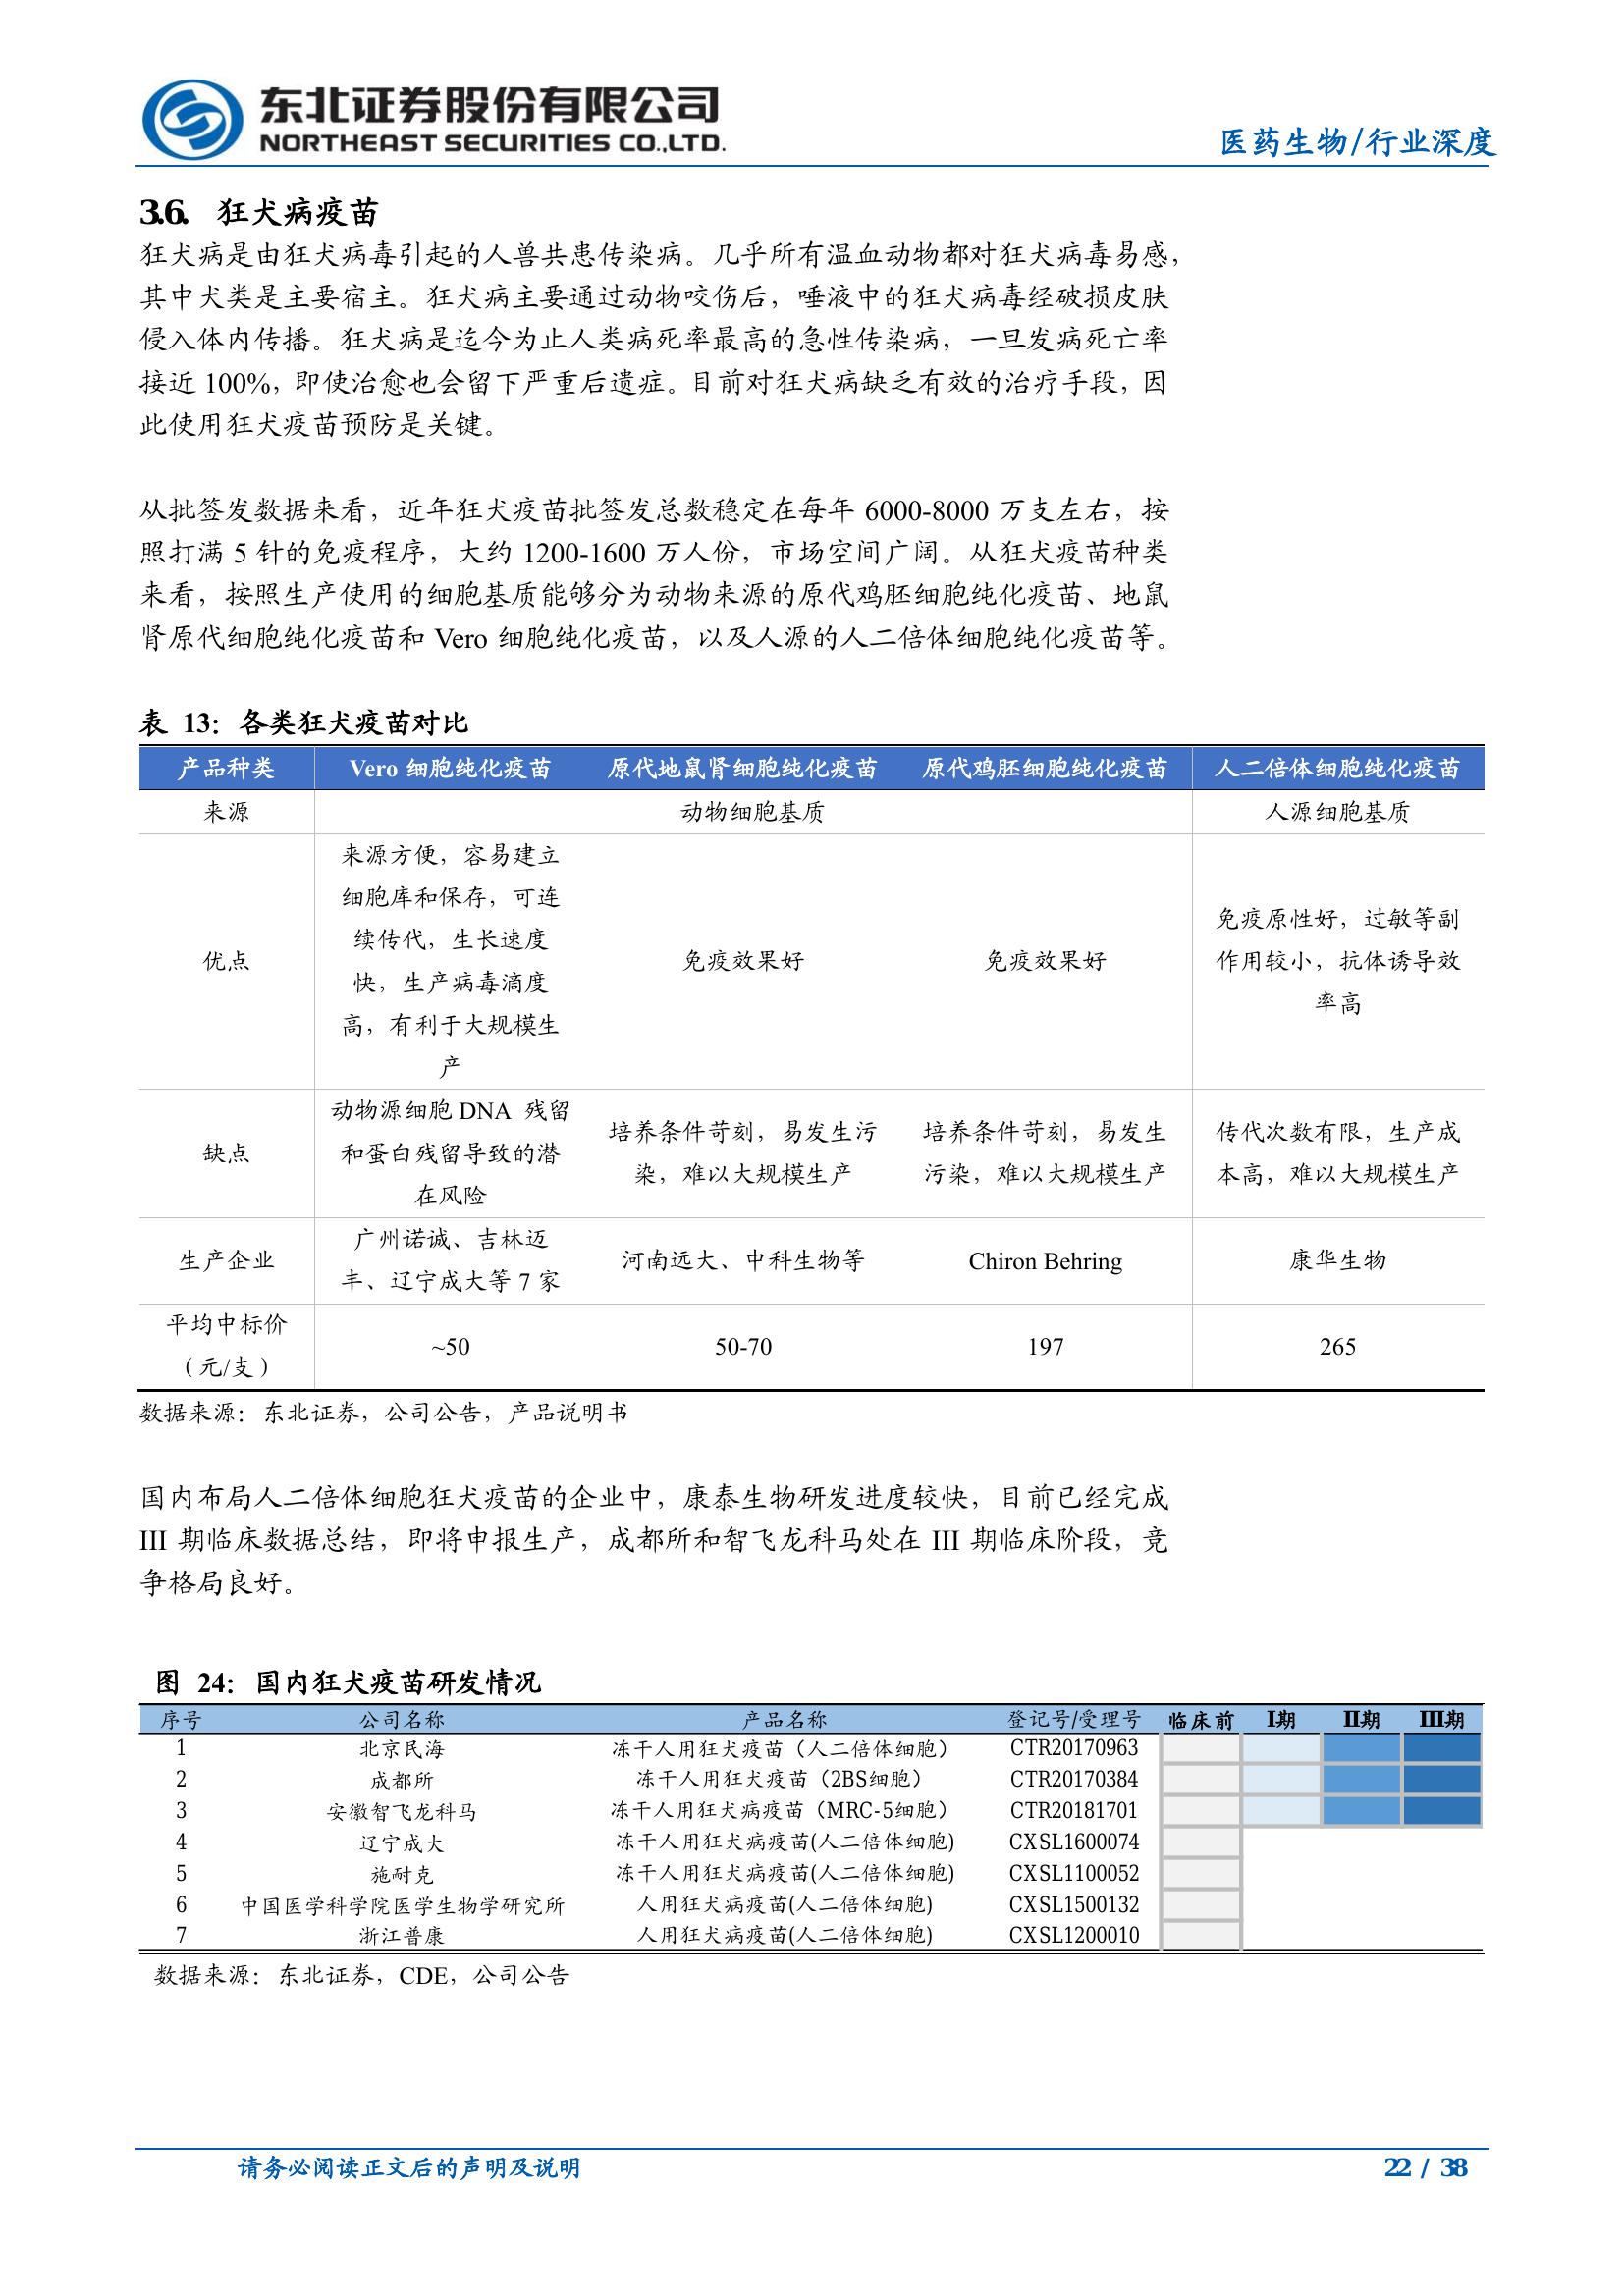 东北证券股份有限公司
NORTHEAST SECURITIES CO.,LTD.
医药生物/行业深度
3.6. 狂犬病疫苗
狂犬病是由狂犬病毒引起的人兽共患传染病。几乎所有温血动物都对狂犬病毒易感，
其中犬类是主要宿主。狂犬病主要通过动物咬伤后，唾液中的狂犬病毒经破损皮肤
侵入体内传播。狂犬病是迄今为止人类病死率最高的急性传染病，一旦发病死亡率
接近 100%，即使治愈也会留下严重后遗症。目前对狂犬病缺乏有效的治疗手段，因
此使用狂犬疫苗预防是关键。
从批签发数据来看，近年狂犬疫苗批签发总数稳定在每年 6000-8000 万支左右，按
照打满 5 针的免疫程序，大约 1200-1600 万人份，市场空间广阔。从狂犬疫苗种类
来看，按照生产使用的细胞基质能够分为动物来源的原代鸡胚细胞纯化疫苗、地鼠
肾原代细胞纯化疫苗和 Vero 细胞纯化疫苗，以及人源的人二倍体细胞纯化疫苗等。
表 13：各类狂犬疫苗对比
产品种类 Vero 细胞纯化疫苗 原代地鼠肾细胞纯化疫苗 原代鸡胚细胞纯化疫苗 人二倍体细胞纯化疫苗
来源 动物细胞基质 人源细胞基质
优点
来源方便，容易建立
细胞库和保存，可连
续传代，生长速度
快，生产病毒滴度
高，有利于大规模生
产
免疫效果好
免疫效果好
免疫原性好，过敏等副
作用较小，抗体诱导效
率高
缺点
动物源细胞 DNA 残留
和蛋白残留导致的潜
在风险
培养条件苛刻，易发生污
染，难以大规模生产
培养条件苛刻，易发生
污染，难以大规模生产
传代次数有限，生产成
本高，难以大规模生产
生产企业
广州诺诚、吉林迈
丰、辽宁成大等 7 家
河南远大、中科生物等
Chiron Behring
康华生物
平均中标价
（元/支）
~50
50-70
197
265
数据来源：东北证券，公司公告，产品说明书
国内布局人二倍体细胞狂犬疫苗的企业中，康泰生物研发进度较快，目前已经完成
III 期临床数据总结，即将申报生产，成都所和智飞龙科马处在 III 期临床阶段，竞
争格局良好。
图 24：国内狂犬疫苗研发情况
序号 公司名称 产品名称 登记号/受理号 临床前 I期 II期 III期
1 北京民海 冻干人用狂犬疫苗（人二倍体细胞） CTR20170963
2 成都所 冻干人用狂犬疫苗（2BS细胞） CTR20170384
3 安徽智飞龙科马 冻干人用狂犬病疫苗（MRC-5细胞） CTR20181701
4 辽宁成大 冻干人用狂犬病疫苗(人二倍体细胞) CXSL1600074
5 施耐克 冻干人用狂犬病疫苗(人二倍体细胞) CXSL1100052
6 中国医学科学院医学生物学研究所 人用狂犬病疫苗(人二倍体细胞) CXSL1500132
7 浙江普康 人用狂犬病疫苗(人二倍体细胞) CXSL1200010
数据来源：东北证券，CDE，公司公告
请务必阅读正文后的声明及说明
22 / 38